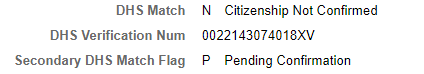 DHS Match N Citizenship Not Confirmed
DHS Verification Num 0022143074018XV
Secondary DHS Match Flag P Pending Confirmation